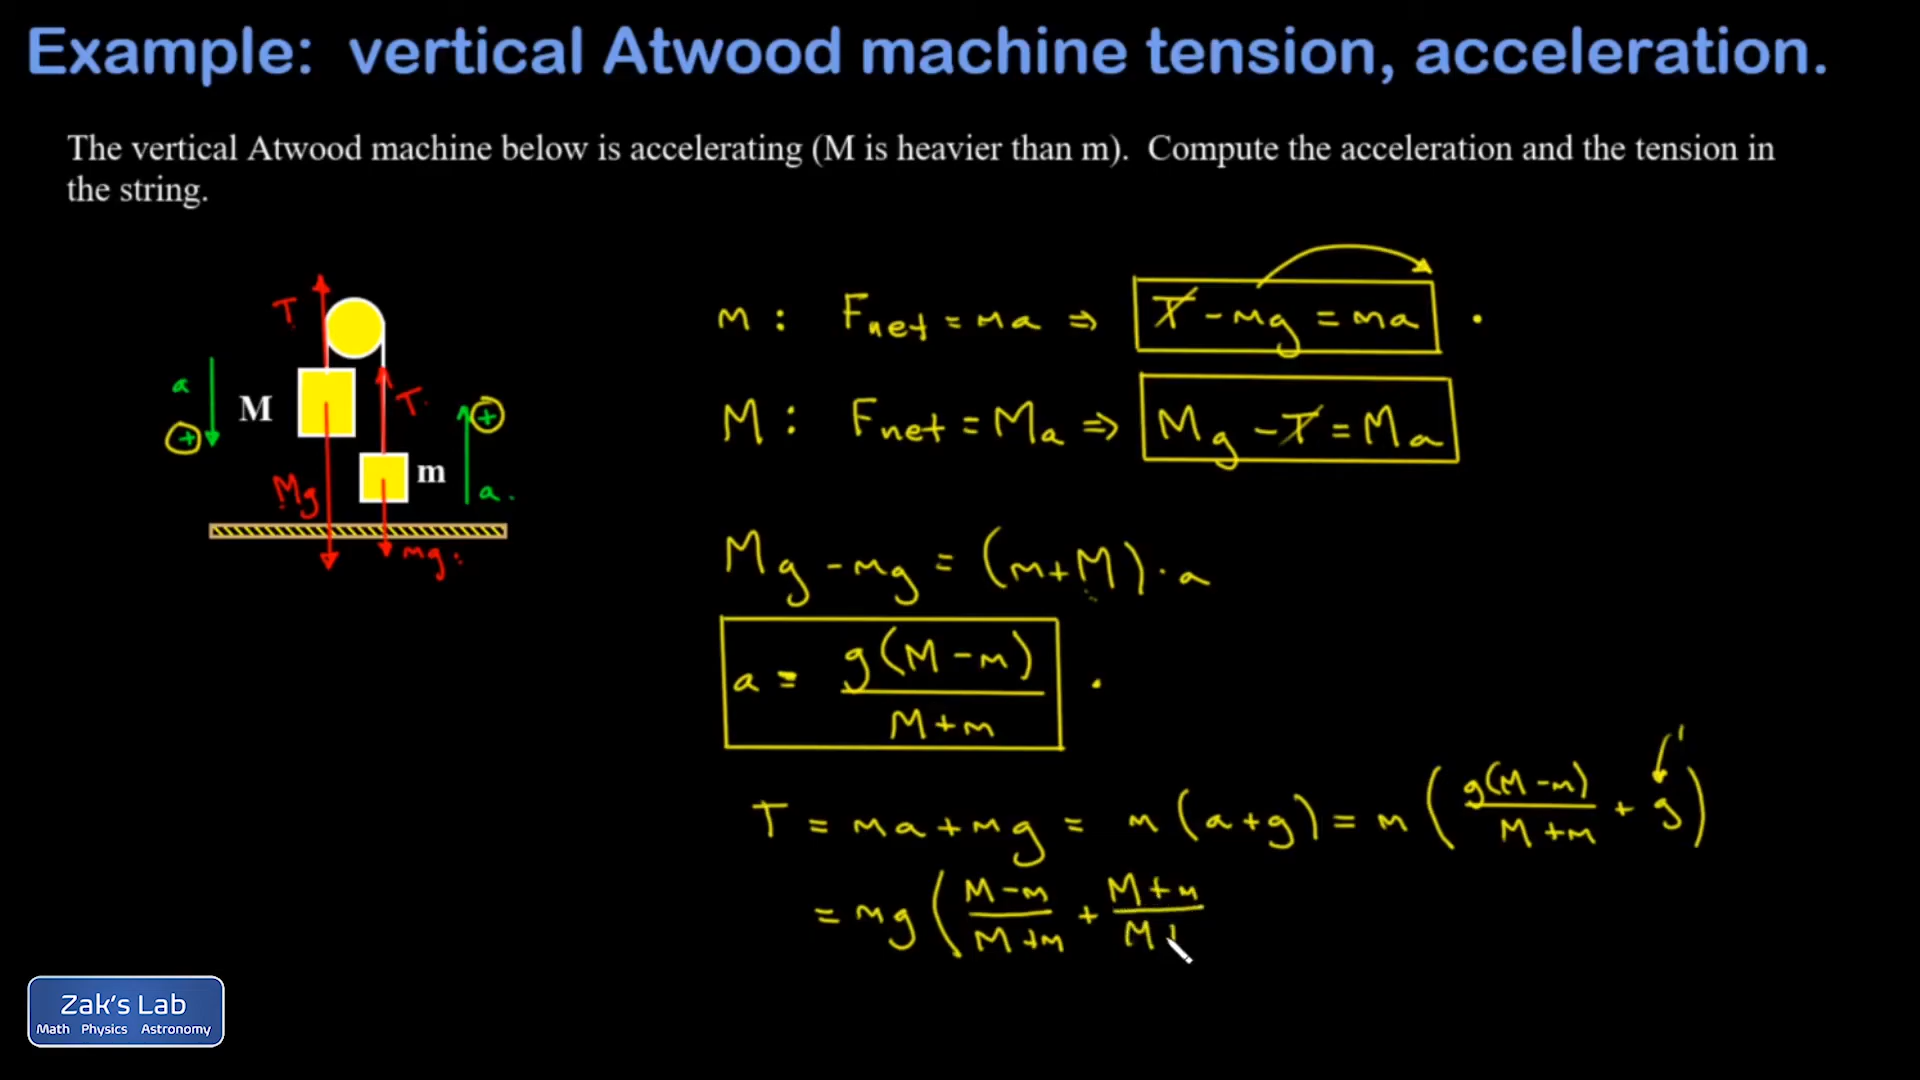 Example: vertical Atwood machine tension, acceleration.
The vertical Atwood machine below is accelerating (M is heavier than m). Compute the acceleration and the tension in
the string.
T
a
+
M
T
+
m
a.
Mg
mg
m: Fnet = ma ⇒ T - mg = ma
M: Fnet = Ma ⇒ Mg - T = Ma
Mg - mg = (m+M)·a
a = g(M-m) / M+m
T = ma + mg = m(a+g) = m( g(M-m) / M+m + g)
= mg( M-m / M+m + M+m / M+
Zak's Lab
Math Physics Astronomy